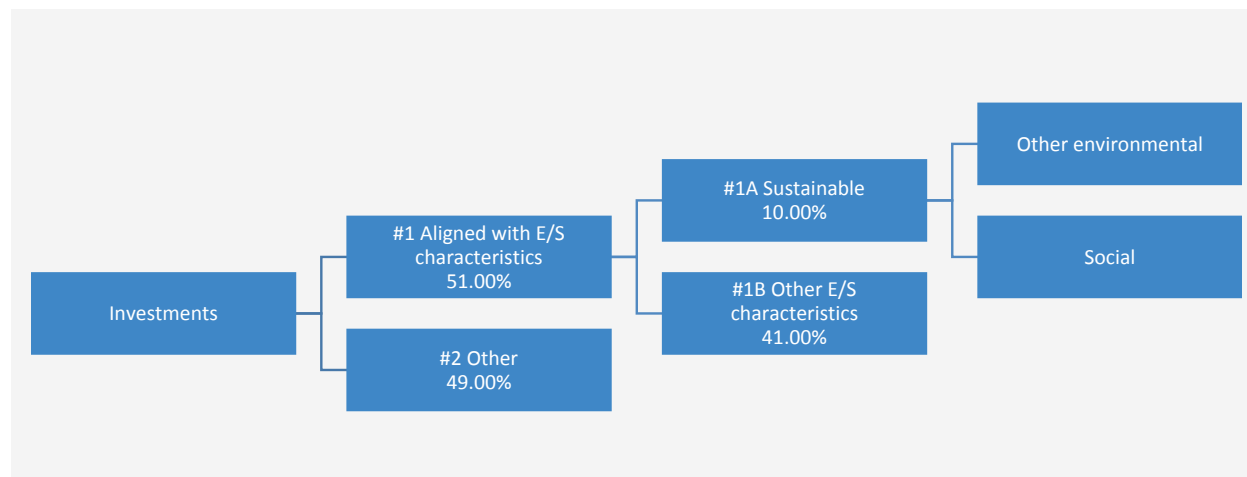 Investments
#1 Aligned with E/S
characteristics
51.00%
#2 Other
49.00%
#1A Sustainable
10.00%
#1B Other E/S
characteristics
41.00%
Other environmental
Social